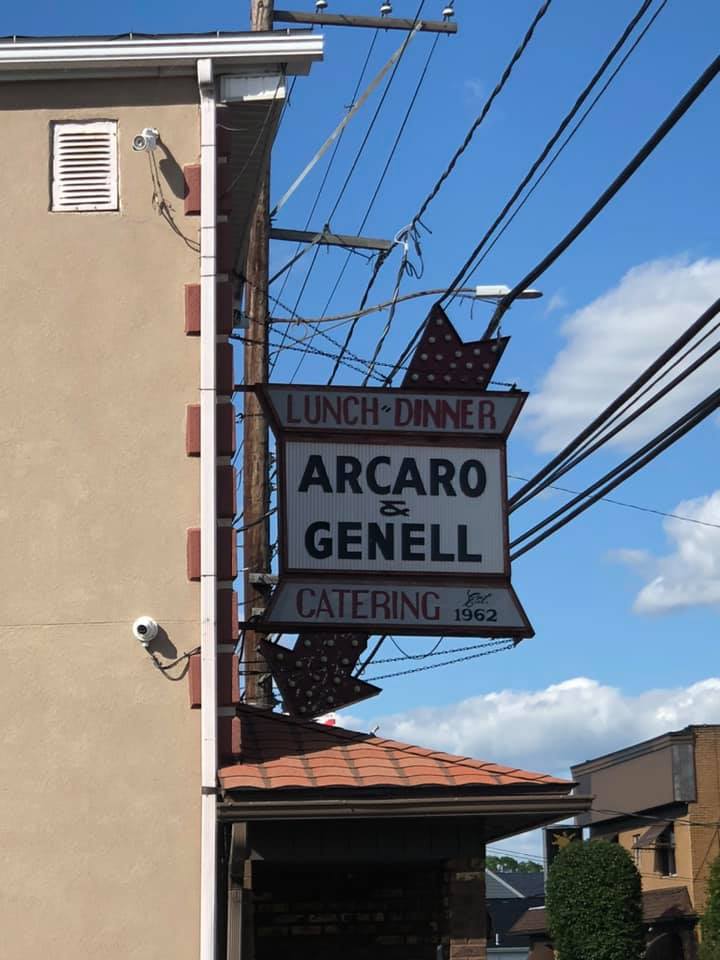 LUNCH-DINNER
ARCARO
&
GENELL
CATERING Est.
1962